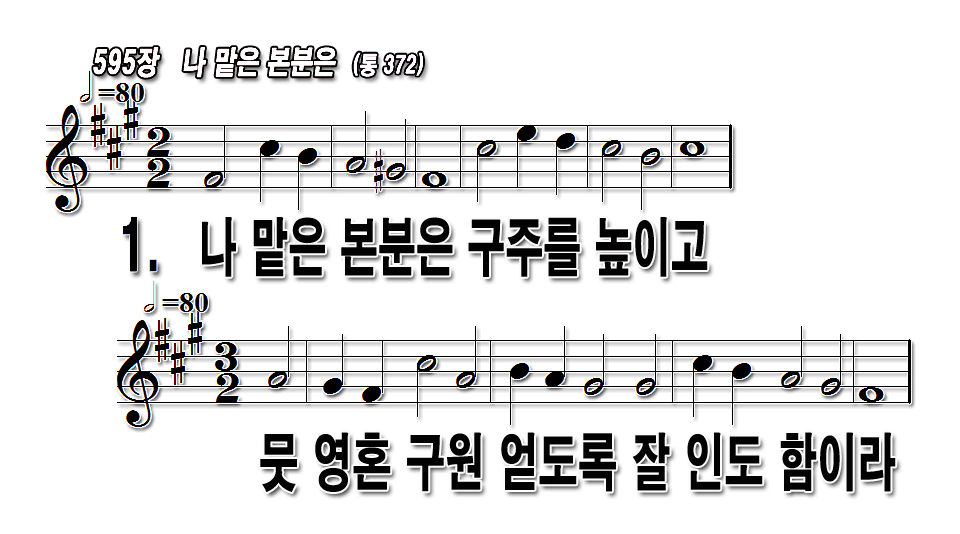 595장 나 맡은 본분은 (통 372)
=80
1. 나 맡은 본분은 구주를 높이고
=80
뭇 영혼 구원 얻도록 잘 인도 함이라